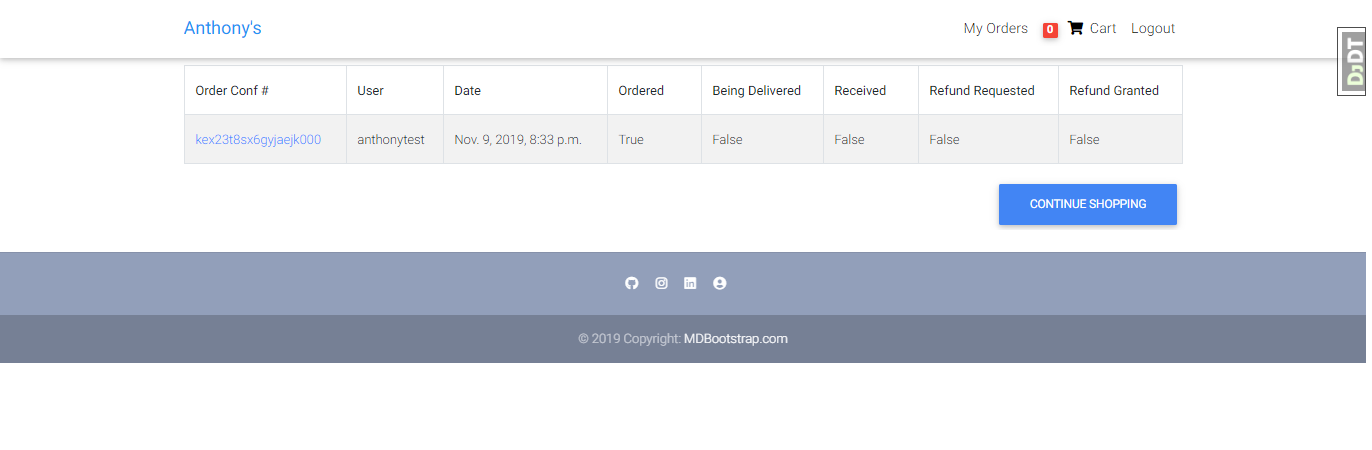 Anthony's My Orders 0 Cart Logout
DjDT
Order Conf # User Date Ordered Being Delivered Received Refund Requested Refund Granted
kex23t8sx6gyjaejk000 anthonytest Nov. 9, 2019, 8:33 p.m. True False False False False
CONTINUE SHOPPING
© 2019 Copyright: MDBootstrap.com